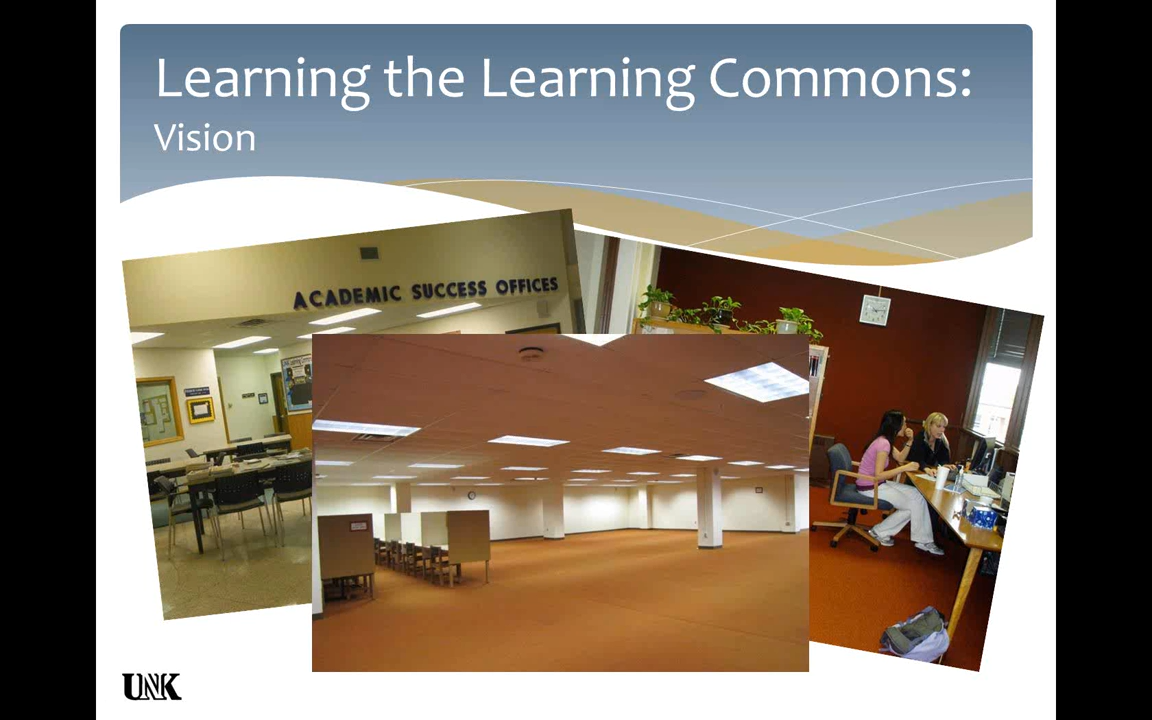 Learning the Learning Commons:
Vision
ACADEMIC SUCCESS OFFICES
UNK